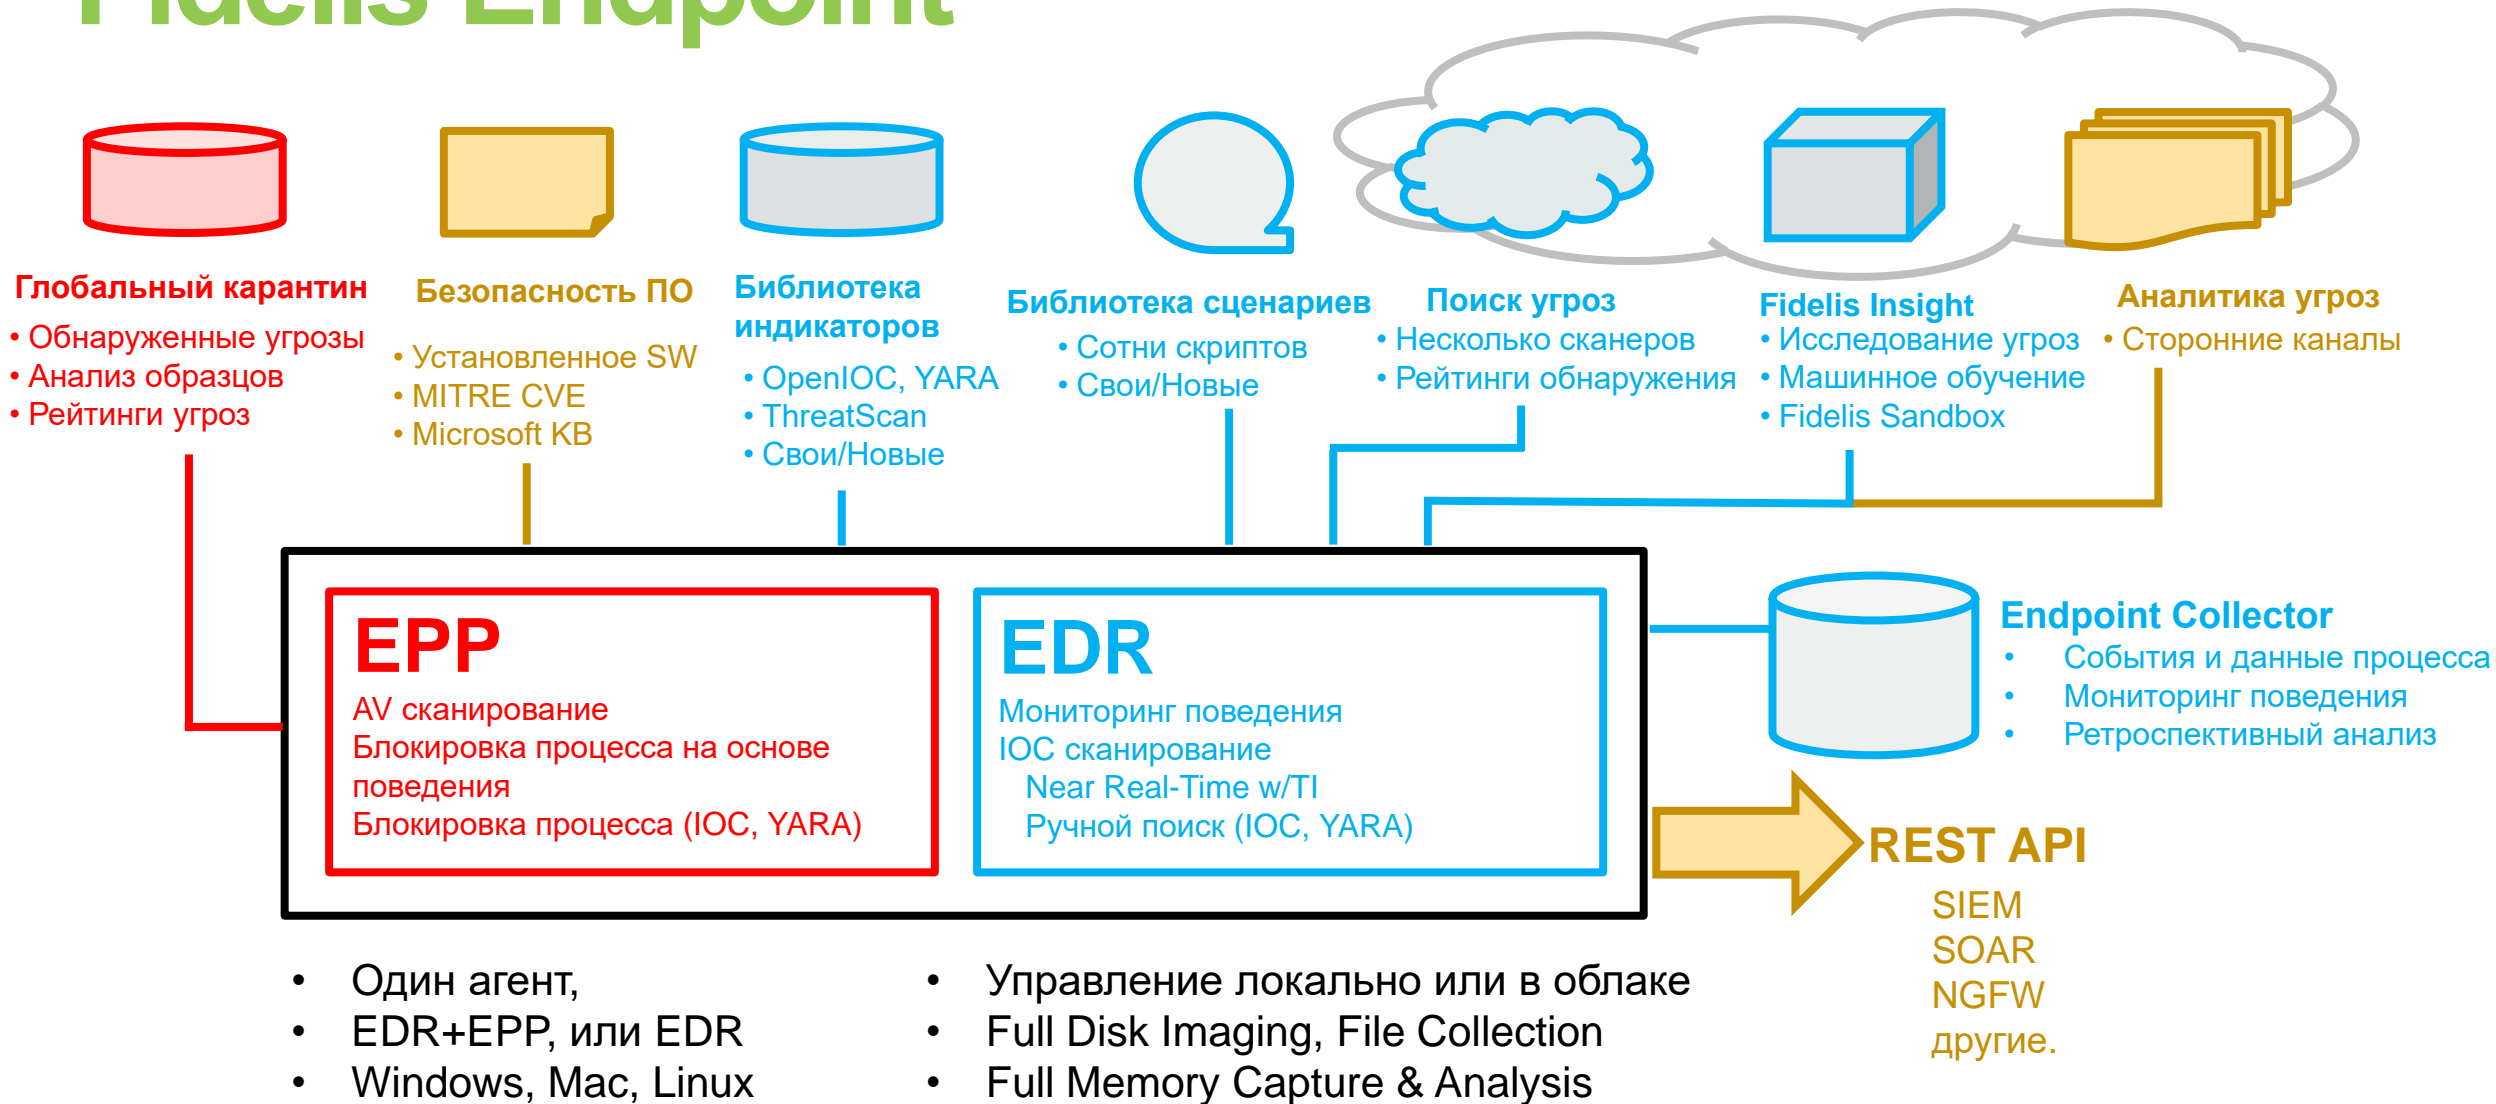 Fidelis Endpoint
Глобальный карантин
• Обнаруженные угрозы
• Анализ образцов
• Рейтинги угроз
Безопасность ПО
• Установленное SW
• MITRE CVE
• Microsoft KB
Библиотека
индикаторов
• OpenIOC, YARA
• ThreatScan
• Свои/Новые
Библиотека сценариев
• Сотни скриптов
• Свои/Новые
Поиск угроз
• Несколько сканеров
• Рейтинги обнаружения
Fidelis Insight
• Исследование угроз
• Машинное обучение
• Fidelis Sandbox
Аналитика угроз
• Сторонние каналы
EPP
AV сканирование
Блокировка процесса на основе
поведения
Блокировка процесса (IOC, YARA)
EDR
Мониторинг поведения
IOC сканирование
Near Real-Time w/TI
Ручной поиск (IOC, YARA)
Endpoint Collector
• События и данные процесса
• Мониторинг поведения
• Ретроспективный анализ
REST API
SIEM
SOAR
NGFW
другие.
• Один агент,
• EDR+EPP, или EDR
• Windows, Mac, Linux
• Управление локально или в облаке
• Full Disk Imaging, File Collection
• Full Memory Capture & Analysis